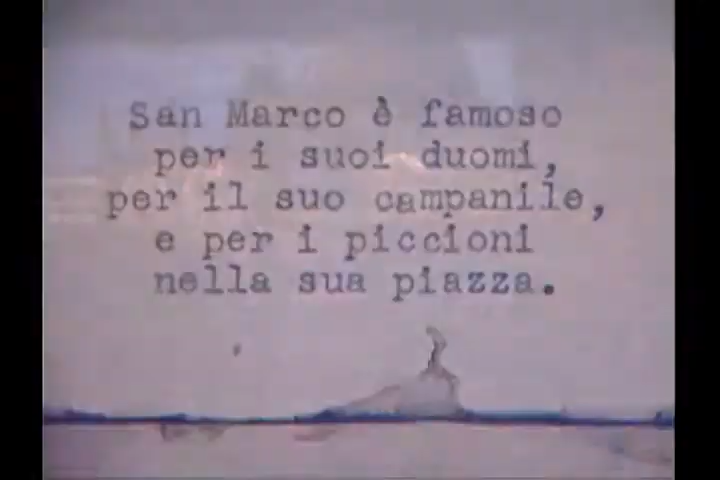 San Marco è famoso
per i suoi duomi,
per il suo campanile,
e per i piccioni
nella sua piazza.